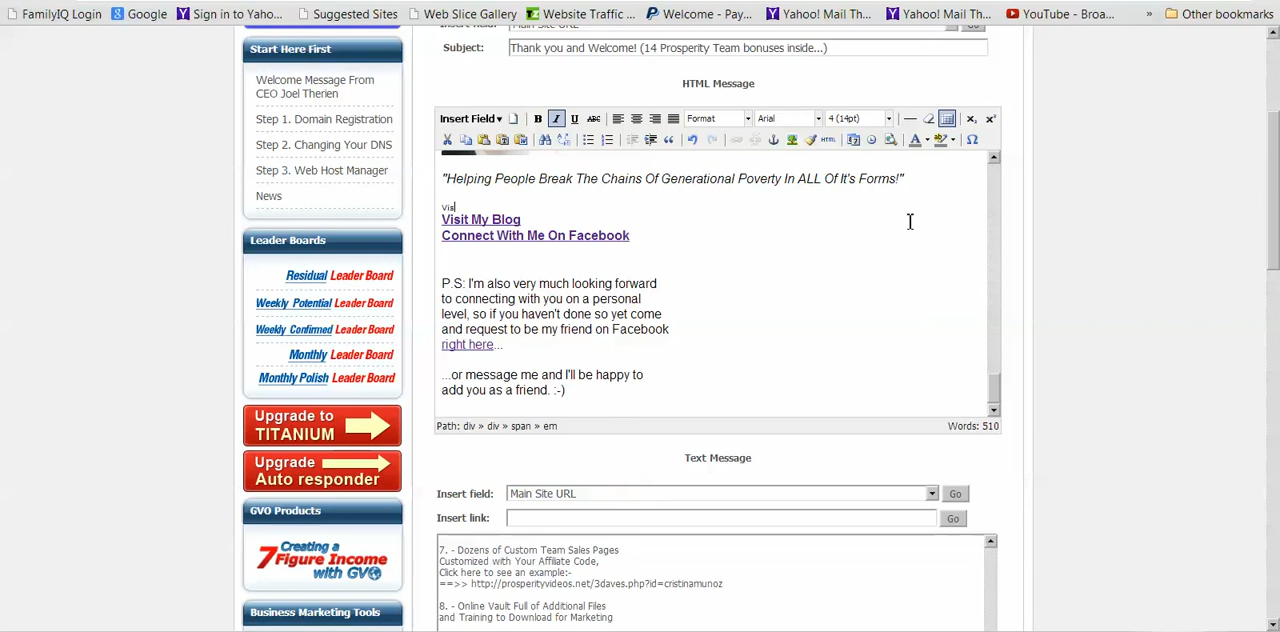 FamilyIQ Login Google Sign in to Yaho... Suggested Sites Web Slice Gallery Website Traffic ... Welcome - Pay... Yahoo! Mail Th... Yahoo! Mail Th... YouTube - Broa... » Other bookmarks
Start Here First
Welcome Message From
CEO Joel Therien
Step 1. Domain Registration
Step 2. Changing Your DNS
Step 3. Web Host Manager
News
Leader Boards
Residual Leader Board
Weekly Potential Leader Board
Weekly Confirmed Leader Board
Monthly Leader Board
Monthly Polish Leader Board
Upgrade to
TITANIUM
Upgrade
Auto responder
GVO Products
Creating a
7 Figure Income
with GVO
Business Marketing Tools
Insert field: Main Site URL Go
Subject: Thank you and Welcome! (14 Prosperity Team bonuses inside...)
HTML Message
Insert Field B I U ABC Format Arial 4 (14pt)
HTML
"Helping People Break The Chains Of Generational Poverty In ALL Of It's Forms!"
Vis
Visit My Blog
Connect With Me On Facebook
P.S: I'm also very much looking forward
to connecting with you on a personal
level, so if you haven't done so yet come
and request to be my friend on Facebook
right here...
...or message me and I'll be happy to
add you as a friend. :-)
Path: div » div » span » em Words: 510
Text Message
Insert field: Main Site URL Go
Insert link: Go
7. - Dozens of Custom Team Sales Pages
Customized with Your Affiliate Code,
Click here to see an example:-
==>> http://prosperityvideos.net/3daves.php?id=cristinamunoz
8. - Online Vault Full of Additional Files
and Training to Download for Marketing